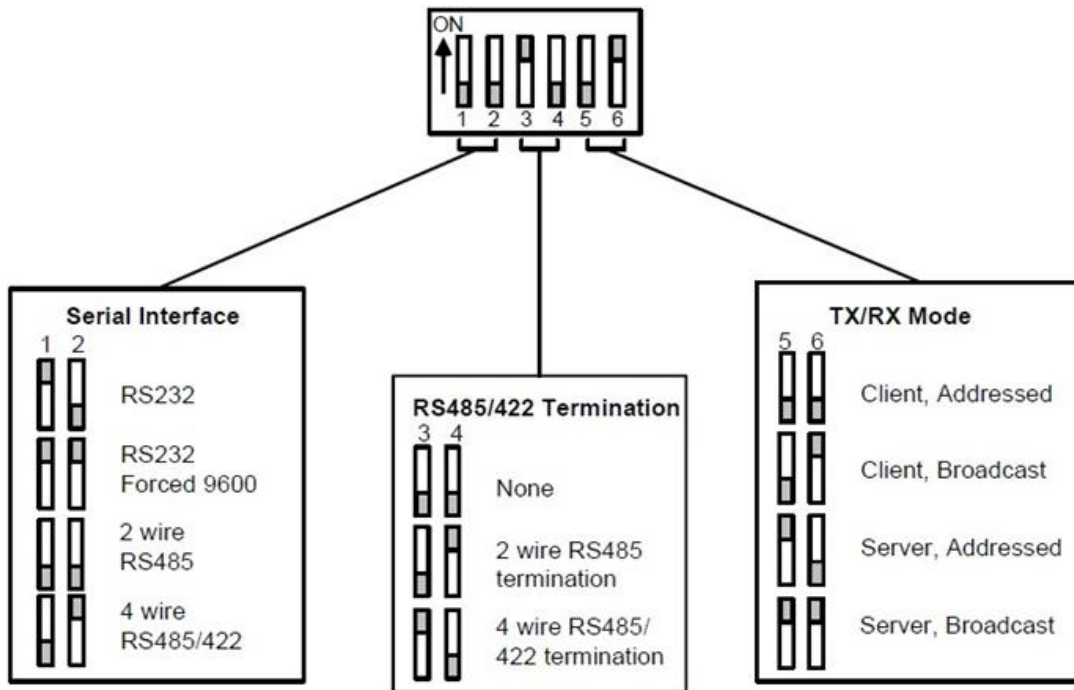 ON
1 2 3 4 5 6
Serial Interface
1 2
RS232
RS232
Forced 9600
2 wire
RS485
4 wire
RS485/422
RS485/422 Termination
3 4
None
2 wire RS485
termination
4 wire RS485/
422 termination
TX/RX Mode
5 6
Client, Addressed
Client, Broadcast
Server, Addressed
Server, Broadcast